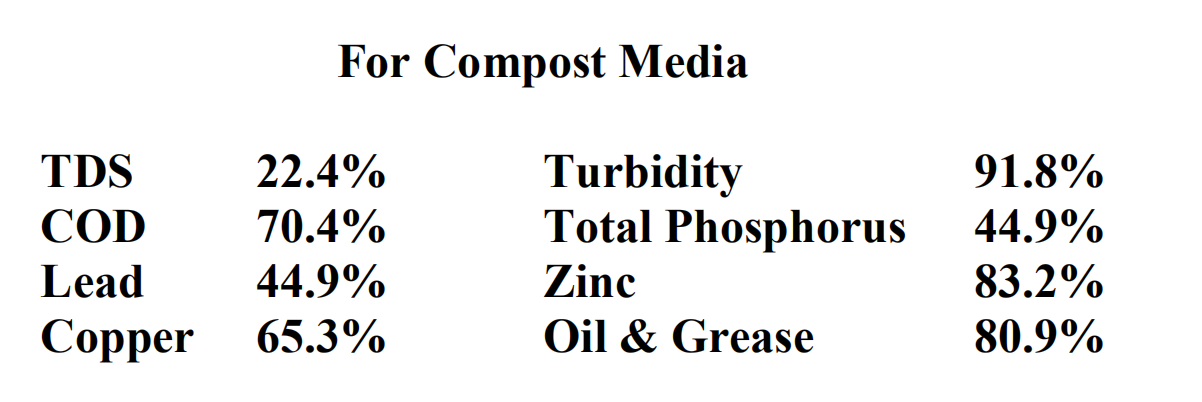 For Compost Media
TDS 22.4% Turbidity 91.8%
COD 70.4% Total Phosphorus 44.9%
Lead 44.9% Zinc 83.2%
Copper 65.3% Oil & Grease 80.9%